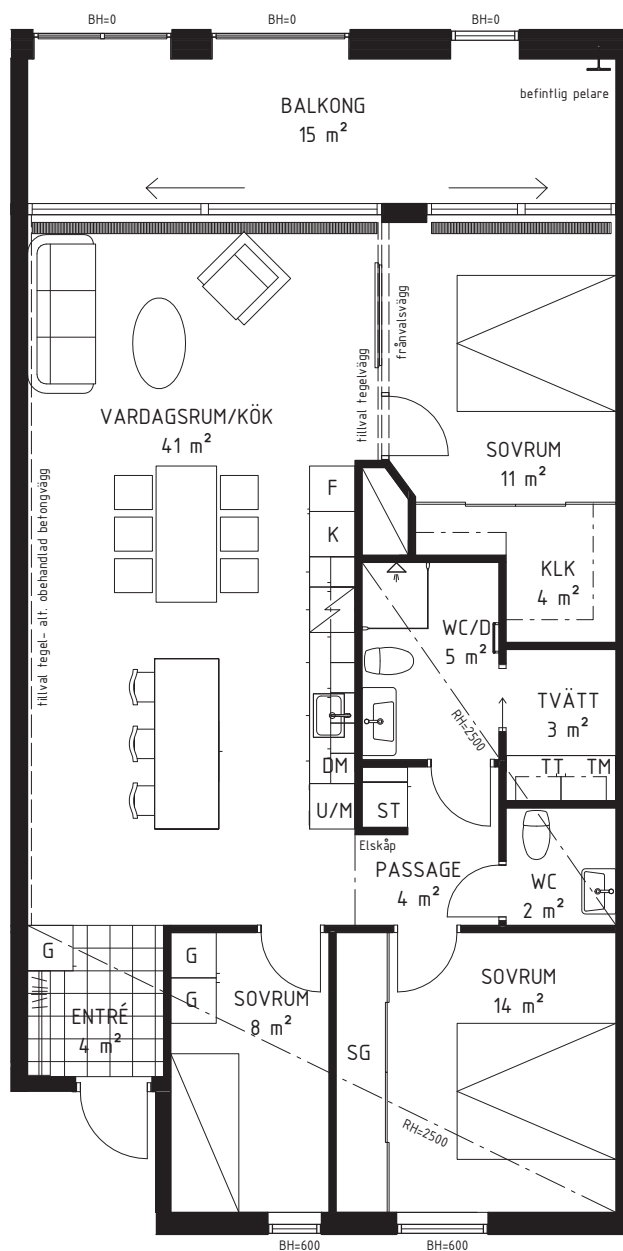 BH=0
BH=0
BH=0
befintlig pelare
BALKONG
15 m²
tillval tegelvägg
frånvalsvägg
VARDAGSRUM/KÖK
41 m²
SOVRUM
11 m²
F
K
tillval tegel- alt. obehandlad betongvägg
KLK
4 m²
WC/D
5 m²
RH=2500
TVÄTT
3 m²
DM
TT
TM
U/M
ST
Elskåp
PASSAGE
4 m²
WC
2 m²
G
G
G
ENTRÉ
4 m²
SOVRUM
8 m²
SOVRUM
14 m²
SG
RH=2500
BH=600
BH=600